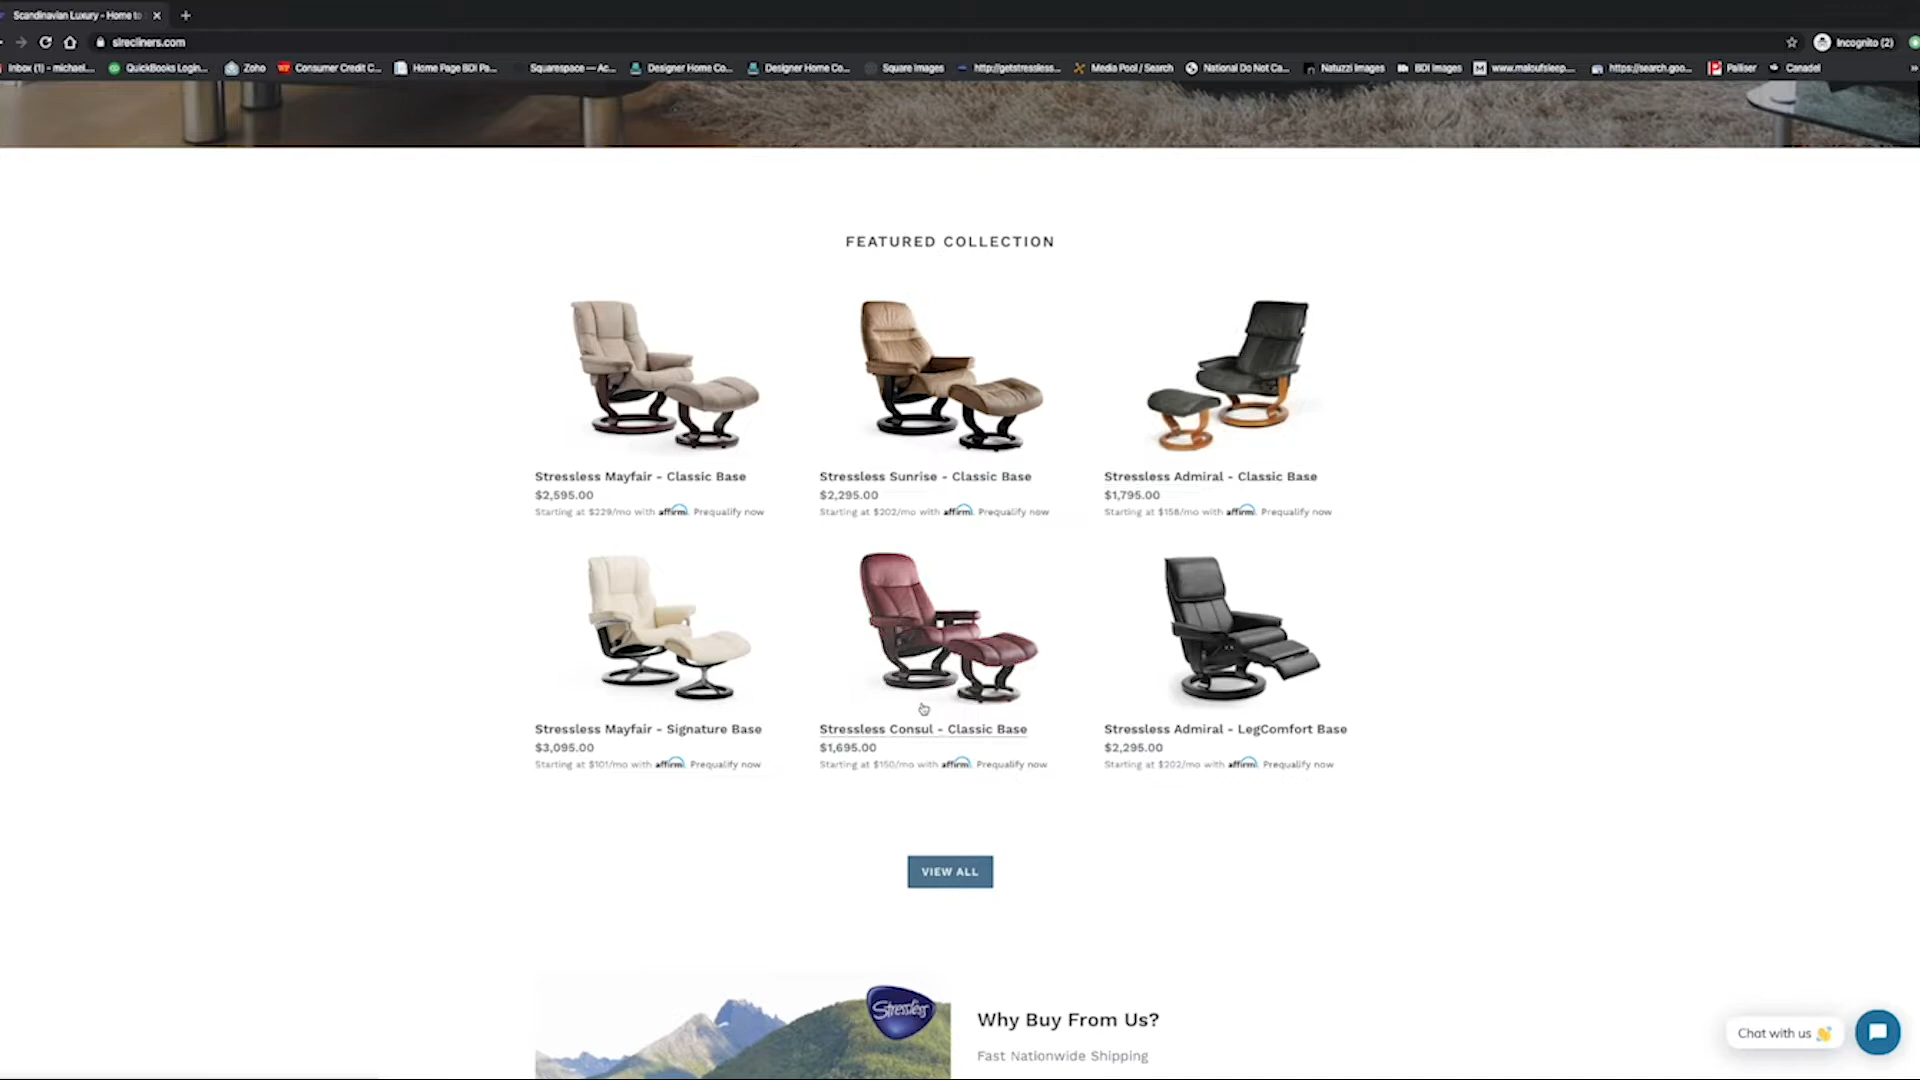 Scandinavian Luxury - Home to
slrecliners.com
Incognito (2)
Inbox (1) - michael....
QuickBooks Login...
Zoho
Consumer Credit C...
Home Page BDI Pa...
Squarespace — Ac...
Designer Home Co...
Designer Home Co...
Square Images
http://getstressless...
Media Pool / Search
National Do Not Ca...
Natuzzi Images
BDI Images
www.maloufsleep....
https://search.goo...
Palliser
Canadel
FEATURED COLLECTION
Stressless Mayfair - Classic Base
$2,595.00
Starting at $229/mo with affirm. Prequalify now
Stressless Sunrise - Classic Base
$2,295.00
Starting at $202/mo with affirm. Prequalify now
Stressless Admiral - Classic Base
$1,795.00
Starting at $158/mo with affirm. Prequalify now
Stressless Mayfair - Signature Base
$3,095.00
Starting at $101/mo with affirm. Prequalify now
Stressless Consul - Classic Base
$1,695.00
Starting at $150/mo with affirm. Prequalify now
Stressless Admiral - LegComfort Base
$2,295.00
Starting at $202/mo with affirm. Prequalify now
VIEW ALL
Stressless
Why Buy From Us?
Fast Nationwide Shipping
Chat with us 👋